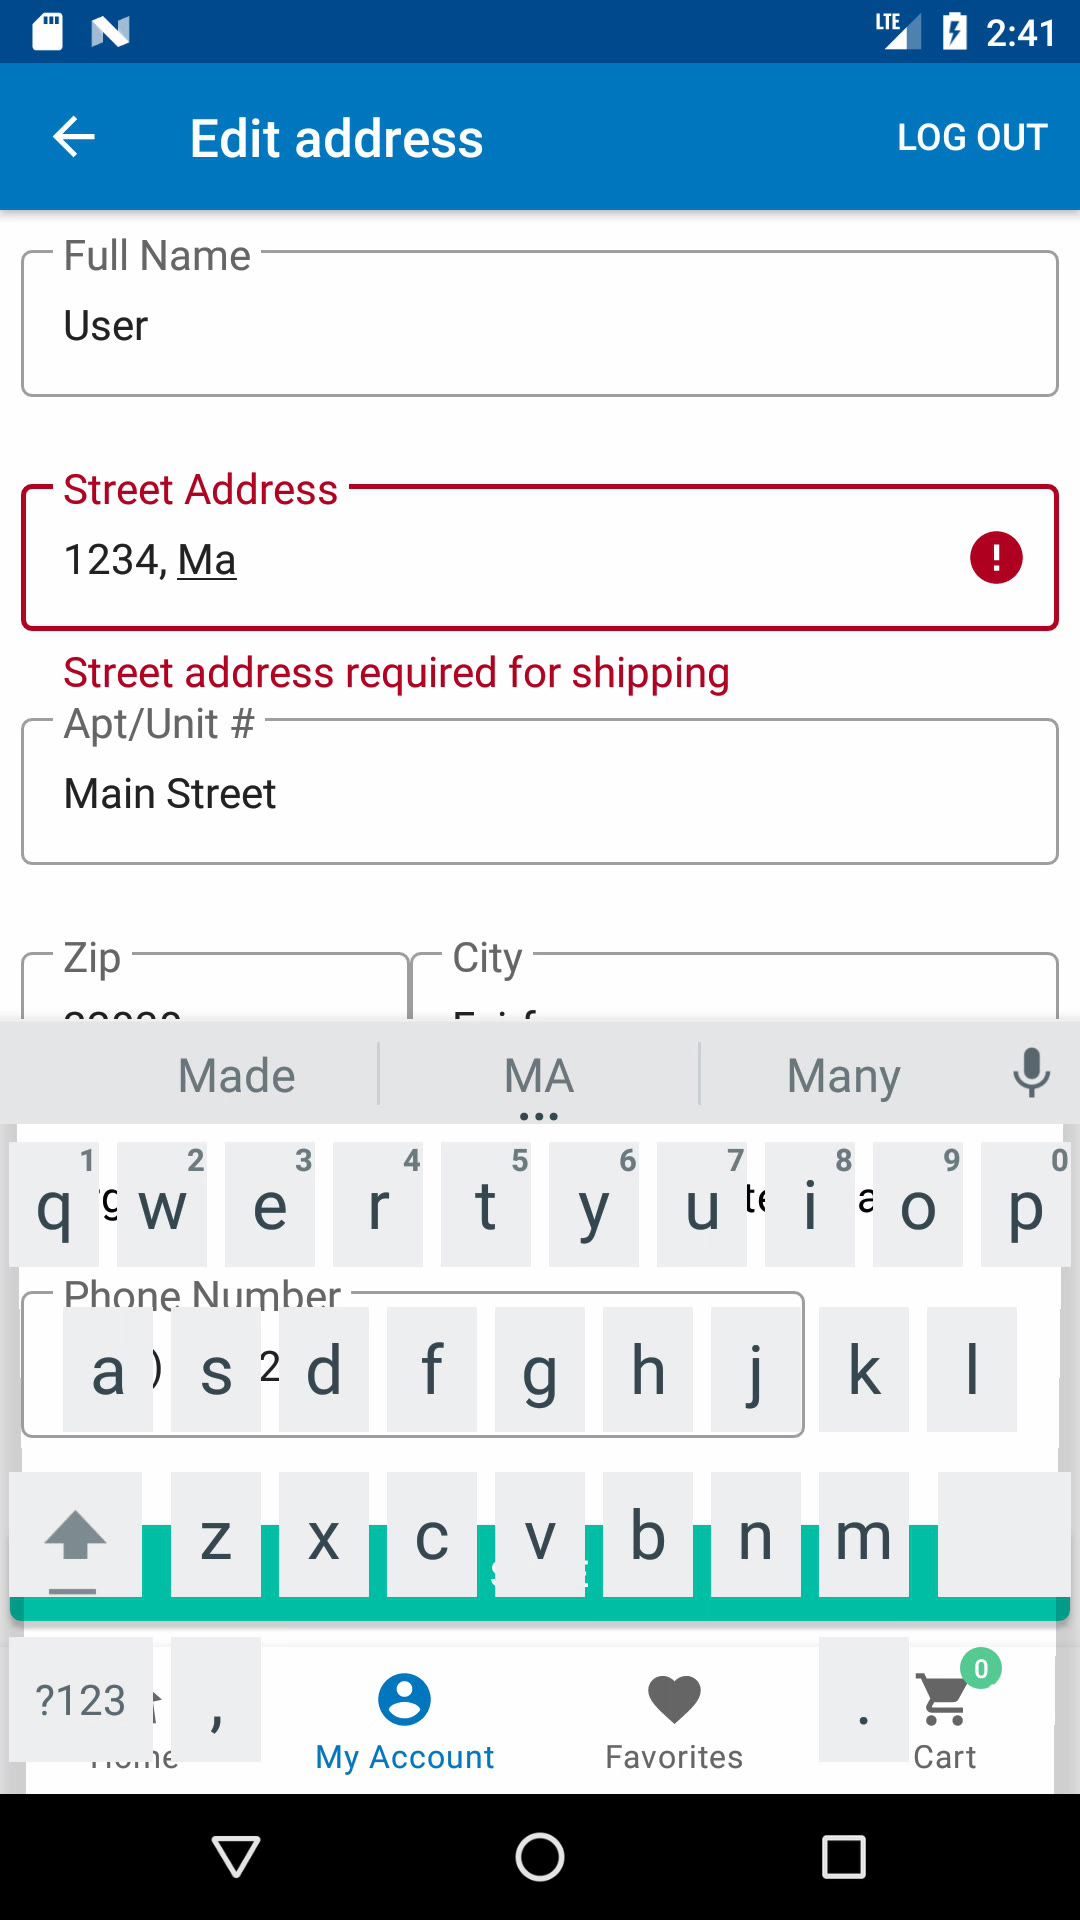 LTE 2:41
Edit address LOG OUT
Full Name
User
Street Address
1234, Ma
!
Street address required for shipping
Apt/Unit #
Main Street
Zip City
Made MA Many
1 2 3 4 5 6 7 8 9 0
q w e r t y u i o p
Phone Number
a s d f g h j k l
z x c v b n m
?123 , .
0
Home My Account Favorites Cart